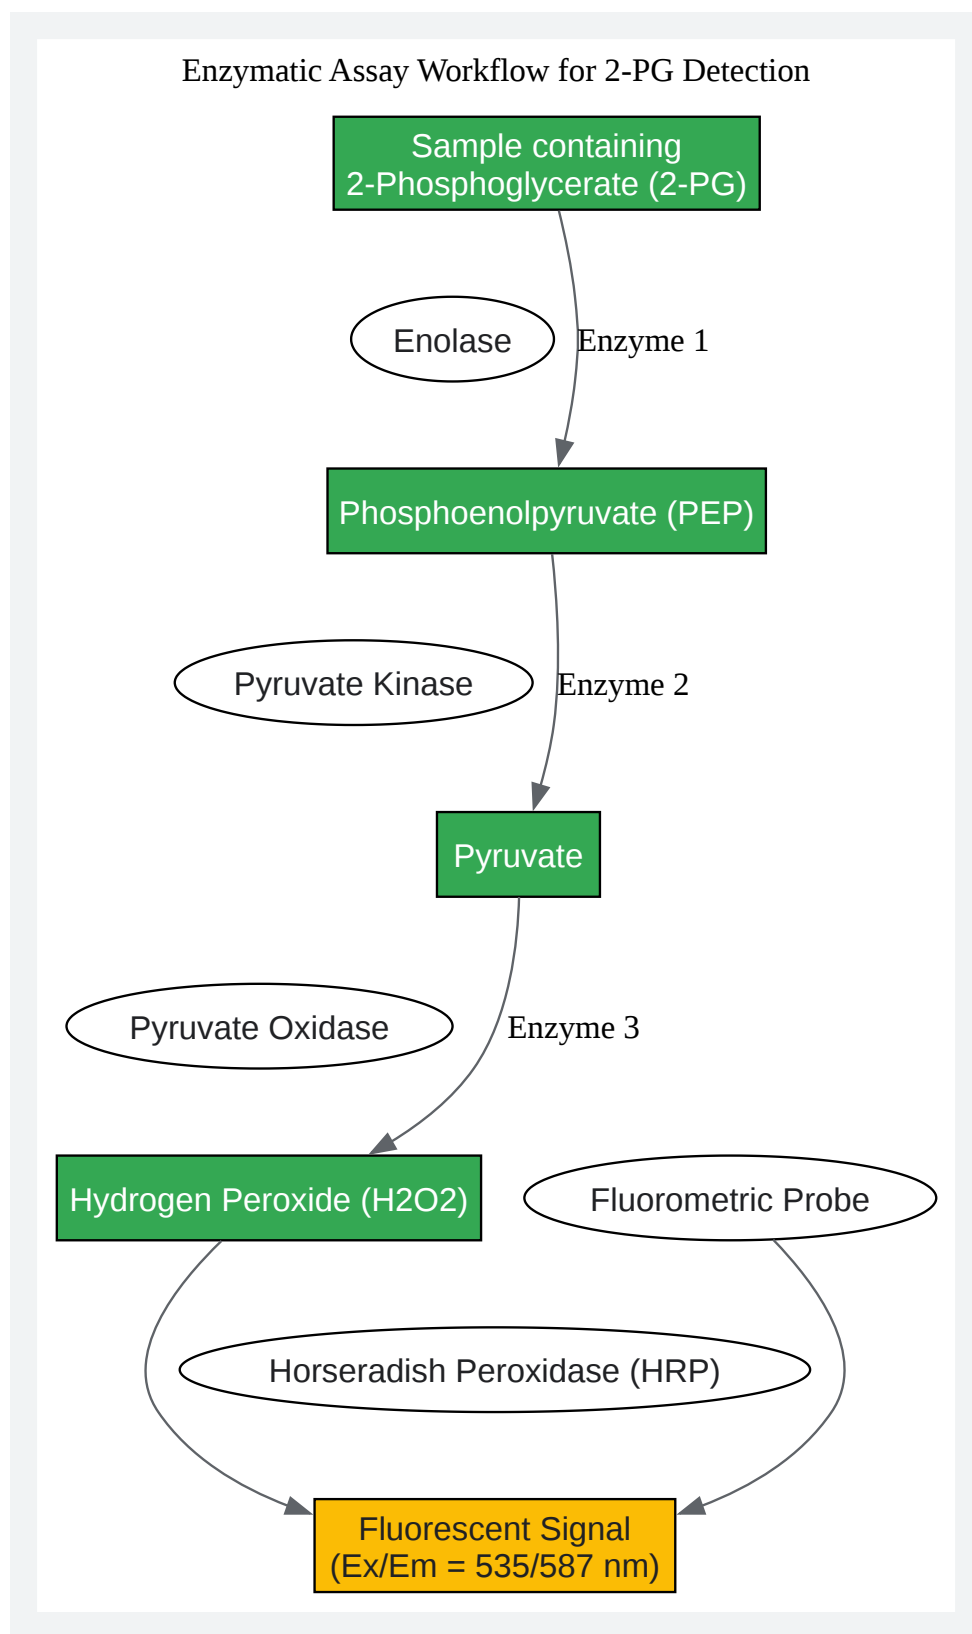 Enzymatic Assay Workflow for 2-PG Detection
Sample containing
2-Phosphoglycerate (2-PG)
Enolase
Enzyme 1
Phosphoenolpyruvate (PEP)
Pyruvate Kinase
Enzyme 2
Pyruvate
Pyruvate Oxidase
Enzyme 3
Hydrogen Peroxide (H2O2)
Fluorometric Probe
Horseradish Peroxidase (HRP)
Fluorescent Signal
(Ex/Em = 535/587 nm)